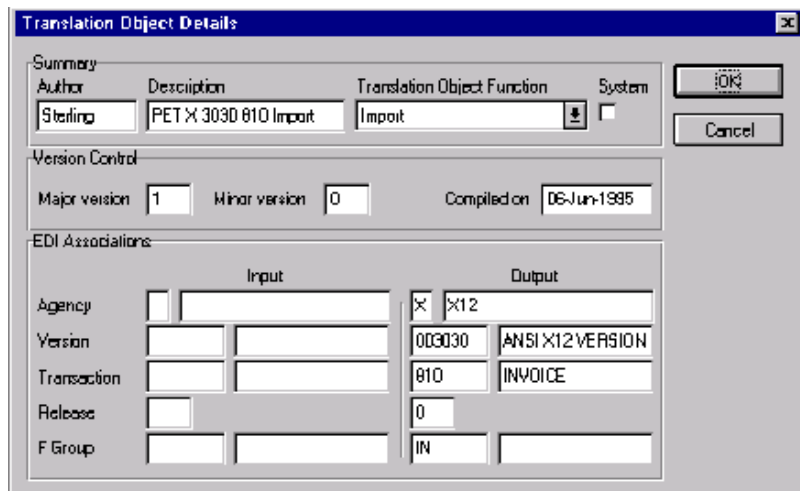 Translation Object Details
Summary
Author Description Translation Object Function System
Sterling PET X 3030 810 Import Import
OK
Cancel
Version Control
Major version 1 Minor version 0 Compiled on 06-Jun-1995
EDI Associations
Input Output
Agency X X12
Version 003030 ANSI X12 VERSION
Transaction 810 INVOICE
Release 0
F Group IN